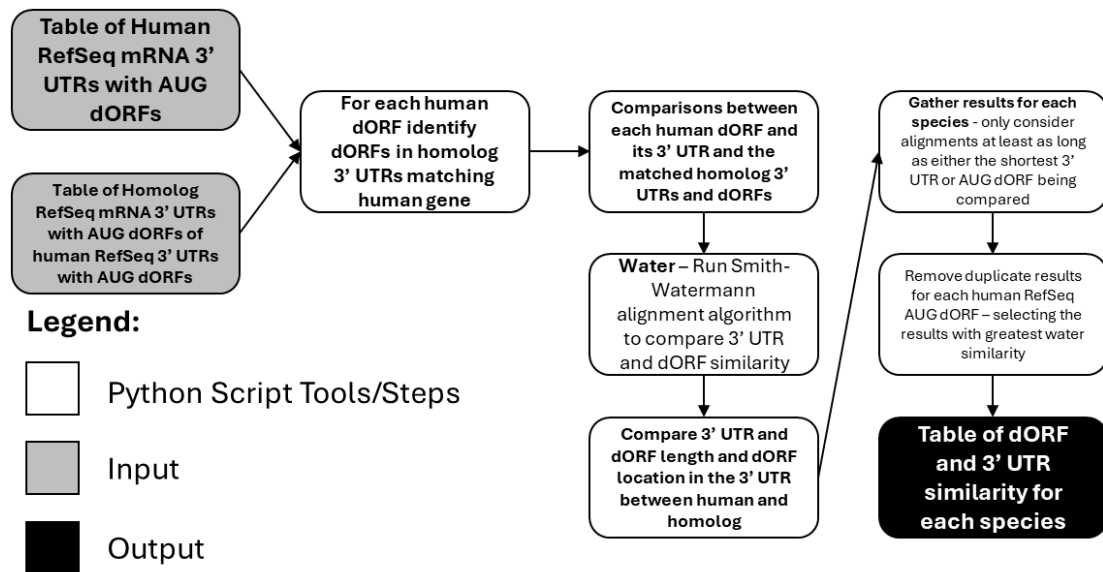 Table of Human
RefSeq mRNA 3’
UTRs with AUG
dORFs
Table of Homolog
RefSeq mRNA 3’ UTRs
with AUG dORFs of
human RefSeq 3’ UTRs
with AUG dORFs
For each human
dORF identify
dORFs in homolog
3’ UTRs matching
human gene
Comparisons between
each human dORF and
its 3’ UTR and the
matched homolog 3’
UTRs and dORFs
Water – Run Smith-
Watermann
alignment algorithm
to compare 3’ UTR
and dORF similarity
Compare 3’ UTR and
dORF length and dORF
location in the 3’ UTR
between human and
homolog
Gather results for each
species - only consider
alignments at least as long
as either the shortest 3’
UTR or AUG dORF being
compared
Remove duplicate results
for each human RefSeq
AUG dORF – selecting the
results with greatest water
similarity
Table of dORF
and 3’ UTR
similarity for
each species
Legend:
Python Script Tools/Steps
Input
Output